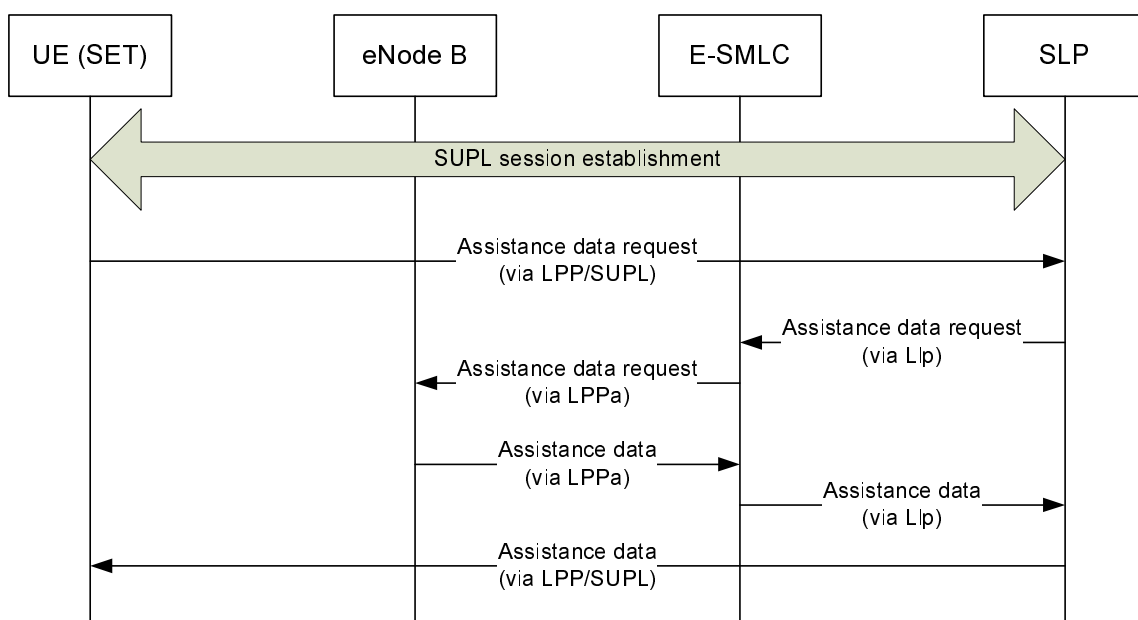 UE (SET)
eNode B
E-SMLC
SLP
SUPL session establishment
Assistance data request
(via LPP/SUPL)
Assistance data request
(via Llp)
Assistance data request
(via LPPa)
Assistance data
(via LPPa)
Assistance data
(via Llp)
Assistance data
(via LPP/SUPL)